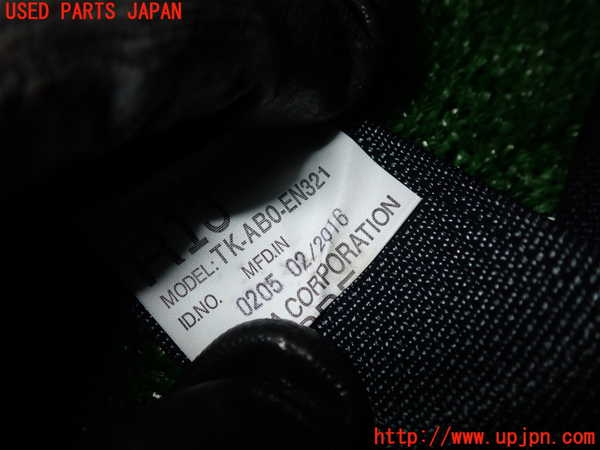 USED PARTS JAPAN
MODEL:TK-AB0-EN321
ID.NO. MFD.IN
0205 02/2016
CORPORATION
http://www.upjpn.com/